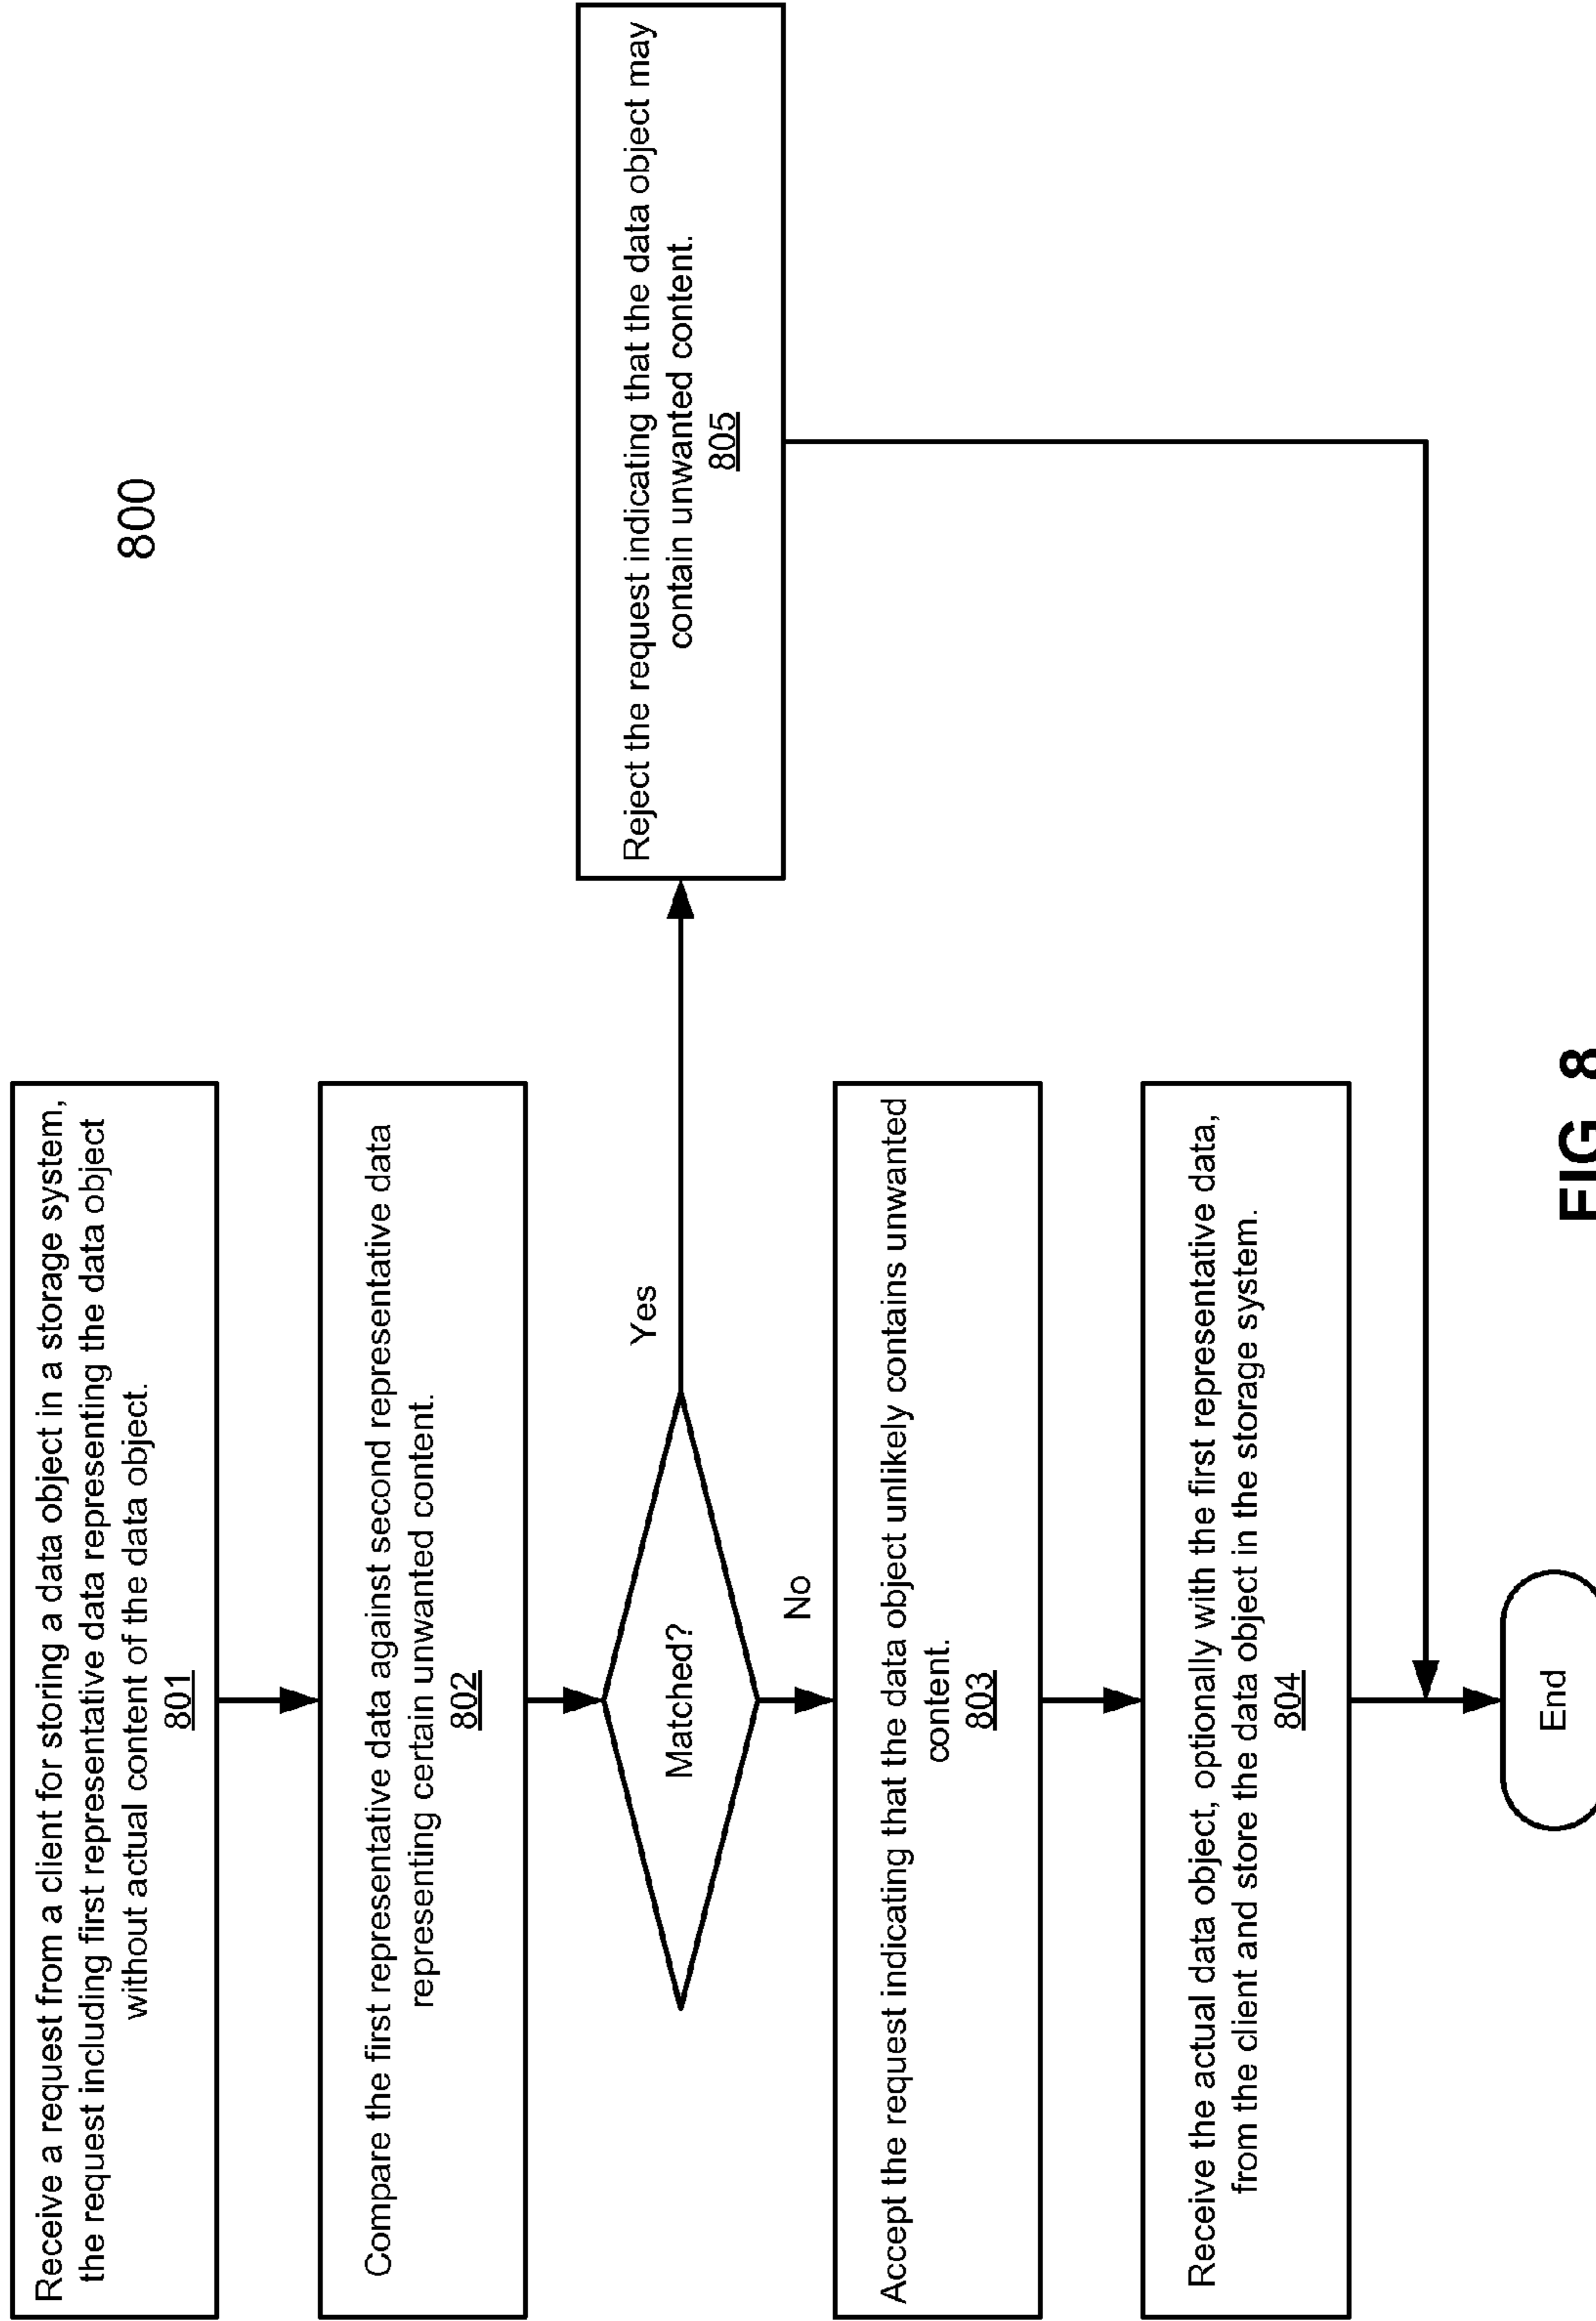 800
Receive a request from a client for storing a data object in a storage system,
the request including first representative data representing the data object
without actual content of the data object.
801
Compare the first representative data against second representative data
representing certain unwanted content.
802
Matched?
Yes
Reject the request indicating that the data object may
contain unwanted content.
805
No
Accept the request indicating that the data object unlikely contains unwanted
content.
803
Receive the actual data object, optionally with the first representative data,
from the client and store the data object in the storage system.
804
End
FIG. 8